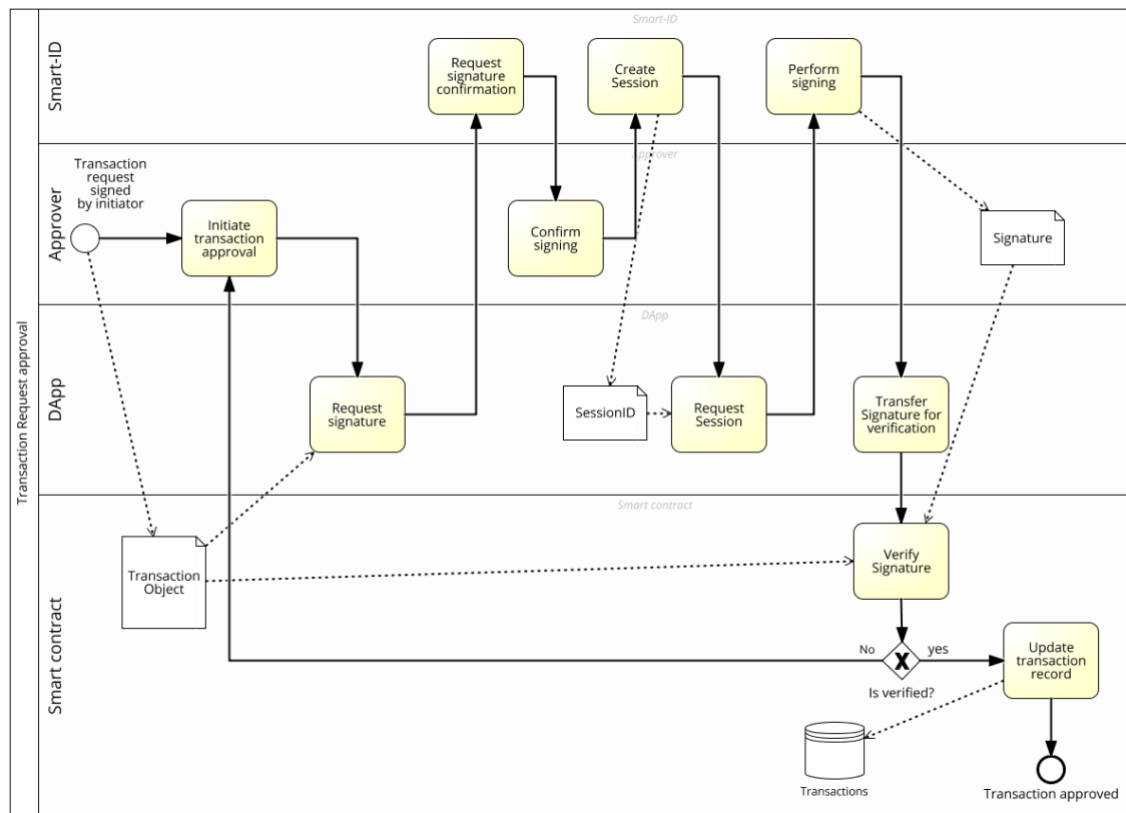 Transaction Request approval
Smart-ID
Smart-ID
Request
signature
confirmation
Create
Session
Perform
signing
Approver
Approver
Transaction
request
signed
by initiator
Initiate
transaction
approval
Confirm
signing
Signature
DApp
DApp
Request
signature
SessionID
Request
Session
Transfer
Signature for
verification
Smart contract
Smart contract
Transaction
Object
Verify
Signature
No
yes
Is verified?
Update
transaction
record
Transactions
Transaction approved